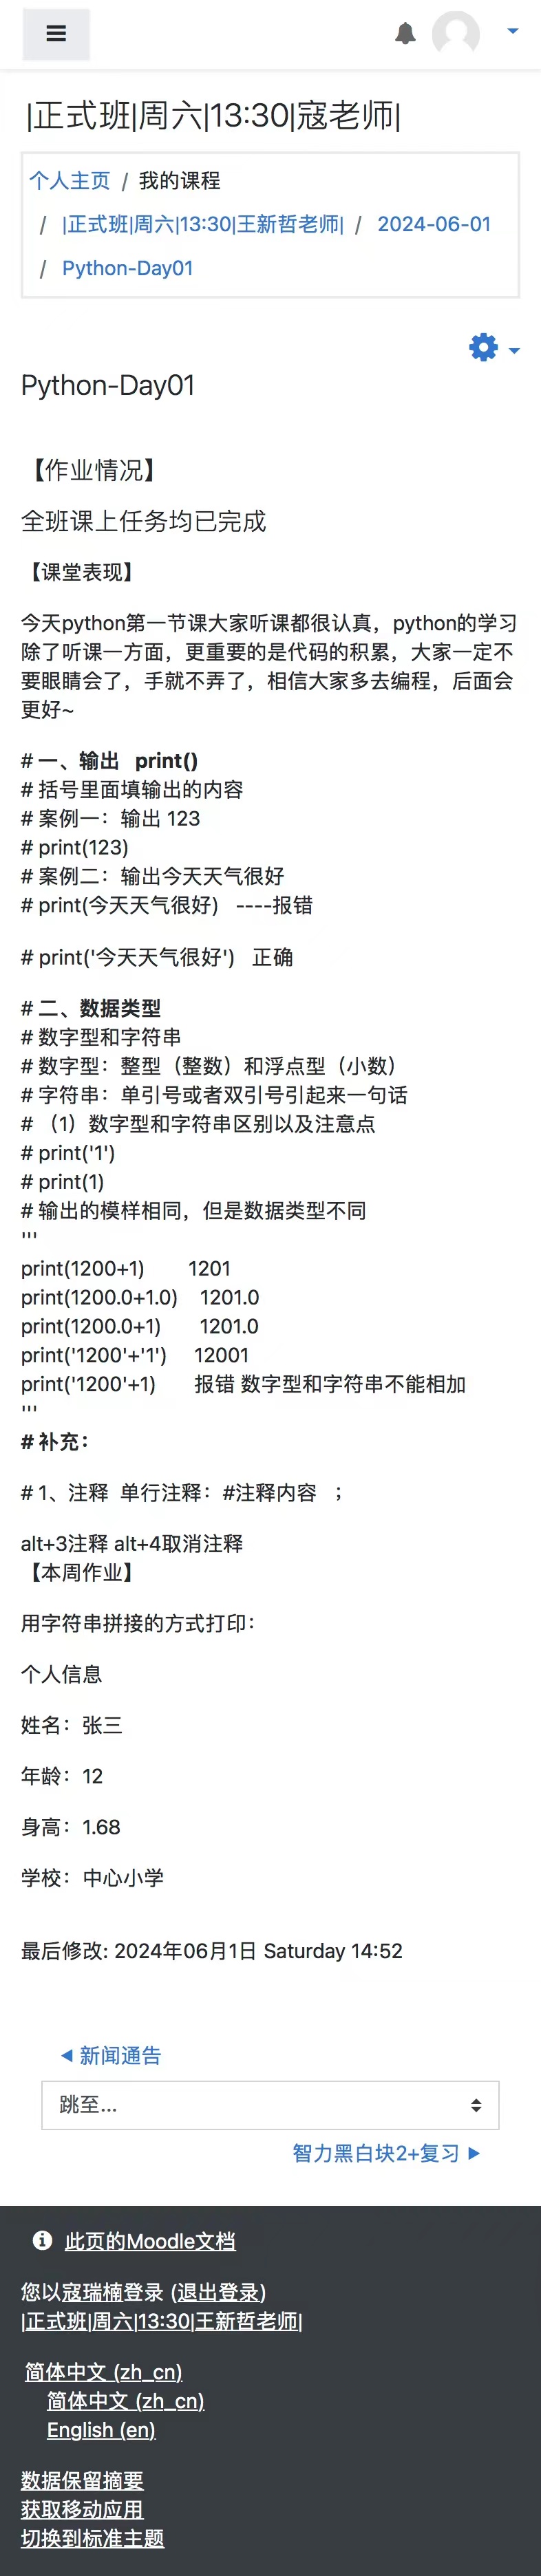 |正式班|周六|13:30|寇老师|
个人主页 / 我的课程
/ |正式班|周六|13:30|王新哲老师| / 2024-06-01
/ Python-Day01
Python-Day01
【作业情况】
全班课上任务均已完成
【课堂表现】
今天python第一节课大家听课都很认真，python的学习
除了听课一方面，更重要的是代码的积累，大家一定不
要眼睛会了，手就不弄了，相信大家多去编程，后面会
更好~
# 一、输出   print()
# 括号里面填输出的内容
# 案例一：输出 123
# print(123)
# 案例二：输出今天天气很好
# print(今天天气很好)   ----报错
# print('今天天气很好')   正确
# 二、数据类型
# 数字型和字符串
# 数字型：整型（整数）和浮点型（小数）
# 字符串：单引号或者双引号引起来一句话
# （1）数字型和字符串区别以及注意点
# print('1')
# print(1)
# 输出的模样相同，但是数据类型不同
'''
print(1200+1)        1201
print(1200.0+1.0)    1201.0
print(1200.0+1)       1201.0
print('1200'+'1')     12001
print('1200'+1)       报错 数字型和字符串不能相加
'''
# 补充：
# 1、注释  单行注释：#注释内容   ；
alt+3注释 alt+4取消注释
【本周作业】
用字符串拼接的方式打印：
个人信息
姓名：张三
年龄：12
身高：1.68
学校：中心小学
最后修改: 2024年06月1日 Saturday 14:52
◀ 新闻通告
跳至...
智力黑白块2+复习 ▶
此页的Moodle文档
您以寇瑞楠登录 (退出登录)
|正式班|周六|13:30|王新哲老师|
简体中文 (zh_cn)
简体中文 (zh_cn)
English (en)
数据保留摘要
获取移动应用
切换到标准主题